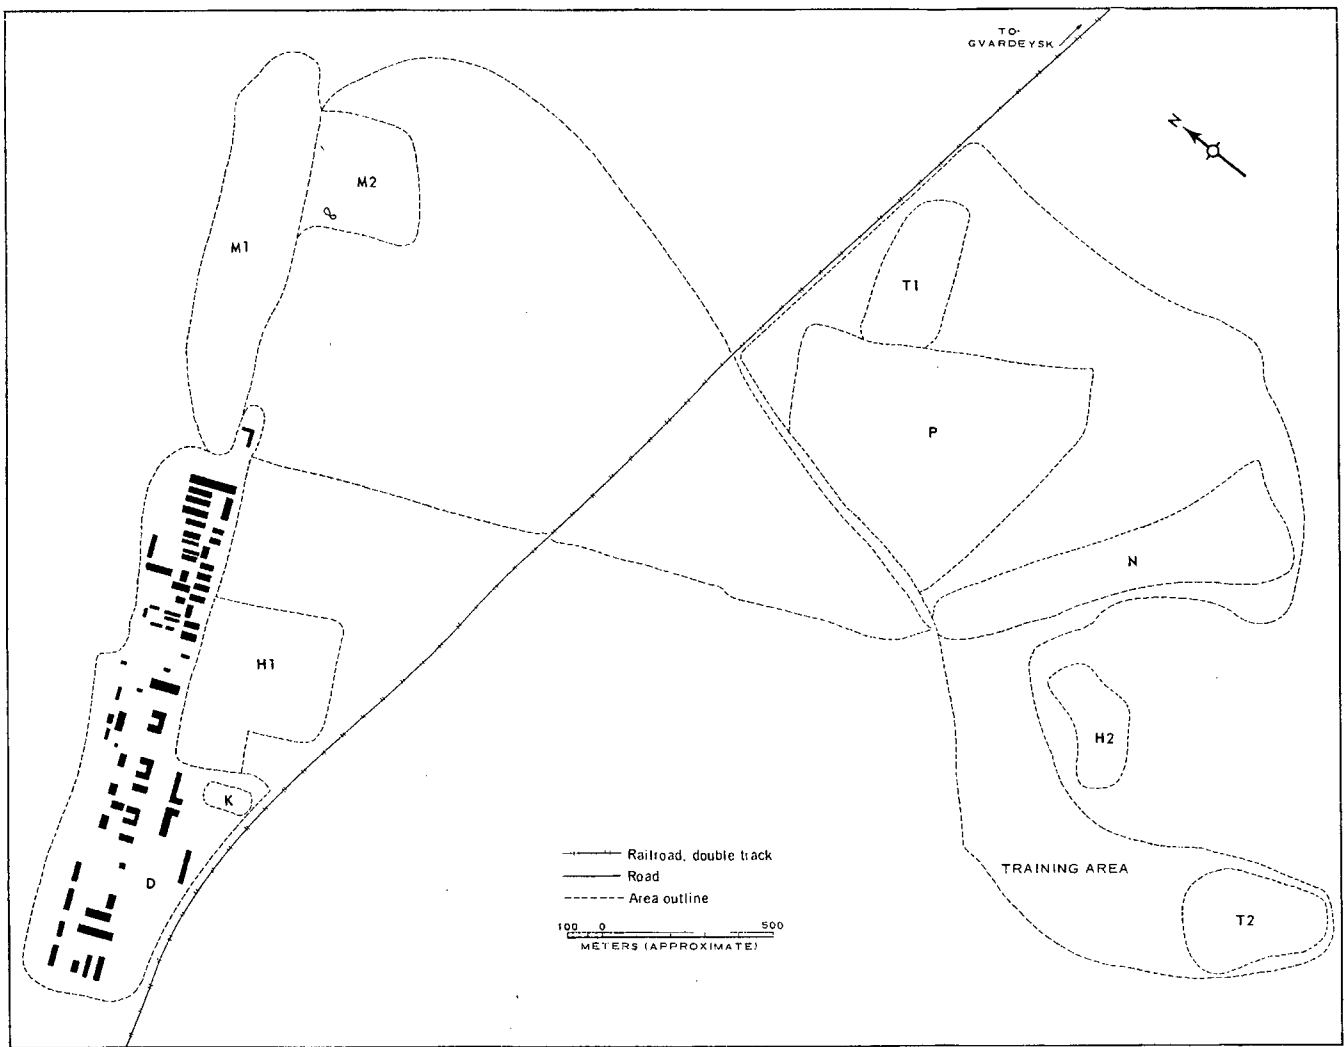 TO
GVARDEYSK
N
M2
M1
T1
P
N
H1
H2
K
D
Railroad, double track
Road
Area outline
TRAINING AREA
T2
100 0 500
METERS (APPROXIMATE)